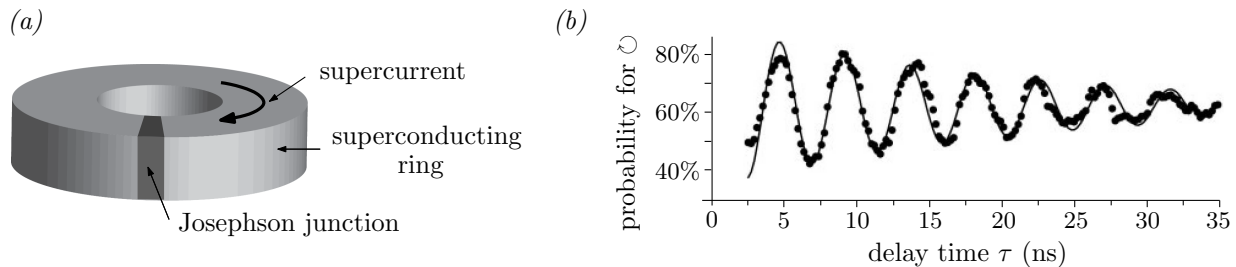 (a)
supercurrent
superconducting
ring
Josephson junction
(b)
probability for ↻
80%
60%
40%
0 5 10 15 20 25 30 35
delay time τ (ns)